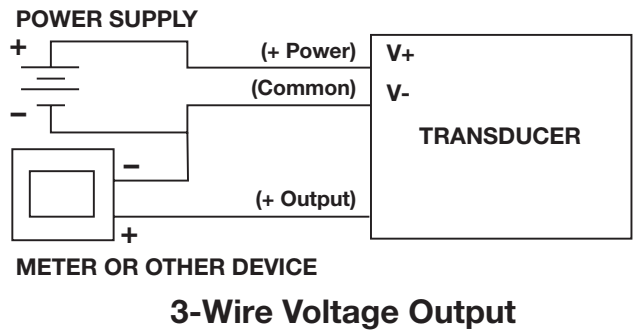 POWER SUPPLY
+
(+ Power)
V+
(Common)
V-
–
TRANSDUCER
–
(+ Output)
+
METER OR OTHER DEVICE
3-Wire Voltage Output